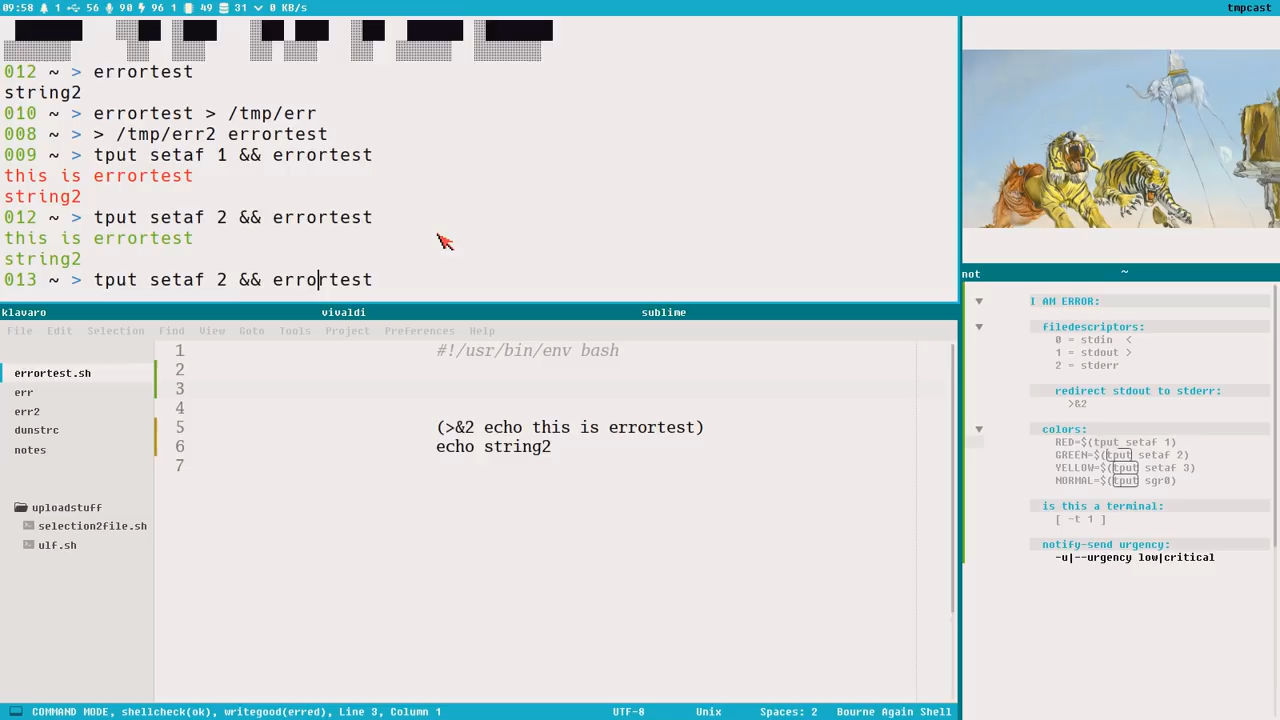 09:58 1 56 90 96 1 49 31 0 KB/s
tmpcast
012 ~ > errortest
string2
010 ~ > errortest > /tmp/err
008 ~ > > /tmp/err2 errortest
009 ~ > tput setaf 1 && errortest
this is errortest
string2
012 ~ > tput setaf 2 && errortest
this is errortest
string2
013 ~ > tput setaf 2 && errortest
klavaro vivaldi sublime
File Edit Selection Find View Goto Tools Project Preferences Help
errortest.sh
err
err2
dunstrc
notes
uploadstuff
selection2file.sh
ulf.sh
1 #!/usr/bin/env bash
2
3
4
5 (>&2 echo this is errortest)
6 echo string2
7
COMMAND MODE, shellcheck(ok), writegood(erred), Line 3, Column 1 UTF-8 Unix Spaces: 2 Bourne Again Shell
not ~
I AM ERROR:
filedescriptors:
0 = stdin <
1 = stdout >
2 = stderr
redirect stdout to stderr:
>&2
colors:
RED=$(tput setaf 1)
GREEN=$(tput setaf 2)
YELLOW=$(tput setaf 3)
NORMAL=$(tput sgr0)
is this a terminal:
[ -t 1 ]
notify-send urgency:
-u|--urgency low|critical